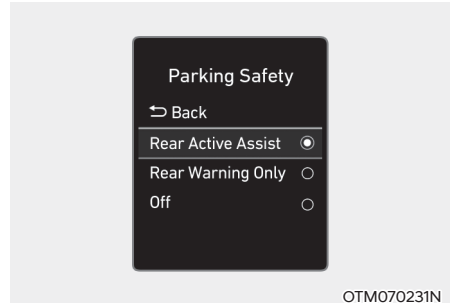 Parking Safety
Back
Rear Active Assist
Rear Warning Only
Off
OTM070231N